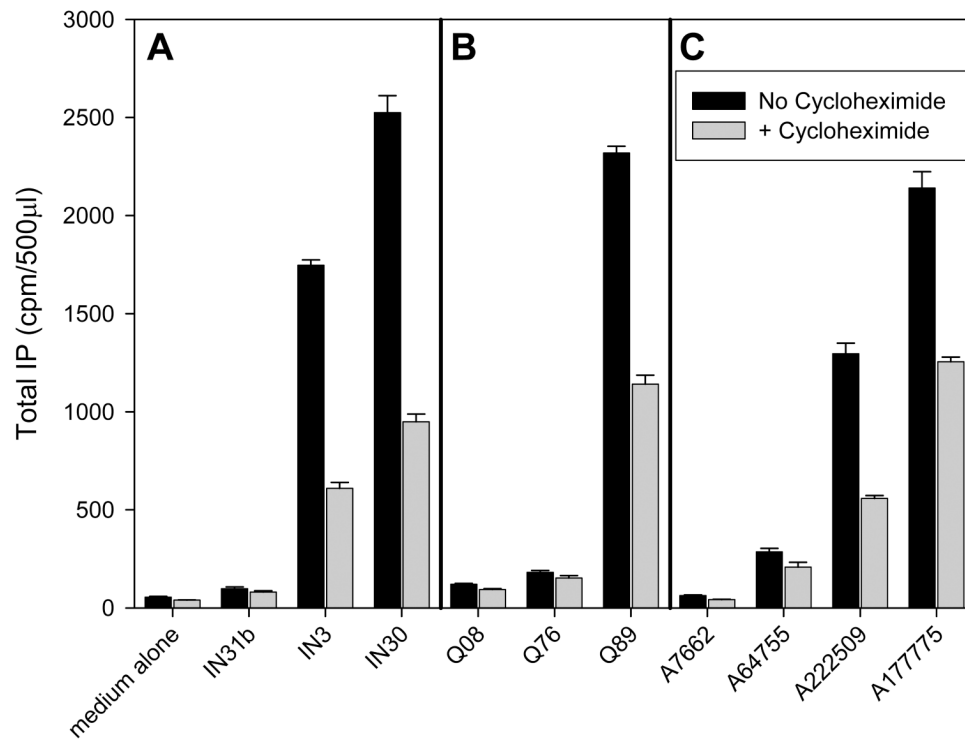 A
B
C
No Cycloheximide
+ Cycloheximide
Total IP (cpm/500μl)
3000
2500
2000
1500
1000
500
0
medium alone
IN31b
IN3
IN30
Q08
Q76
Q89
A7662
A64755
A222509
A177775